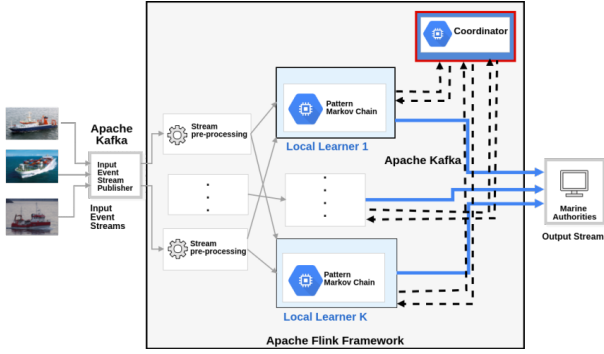 Coordinator
Apache
Kafka
Input
Event
Stream
Publisher
Input
Event
Streams
Stream
pre-processing
Stream
pre-processing
Pattern
Markov Chain
Local Learner 1
Apache Kafka
Pattern
Markov Chain
Local Learner K
Marine
Authorities
Output Stream
Apache Flink Framework